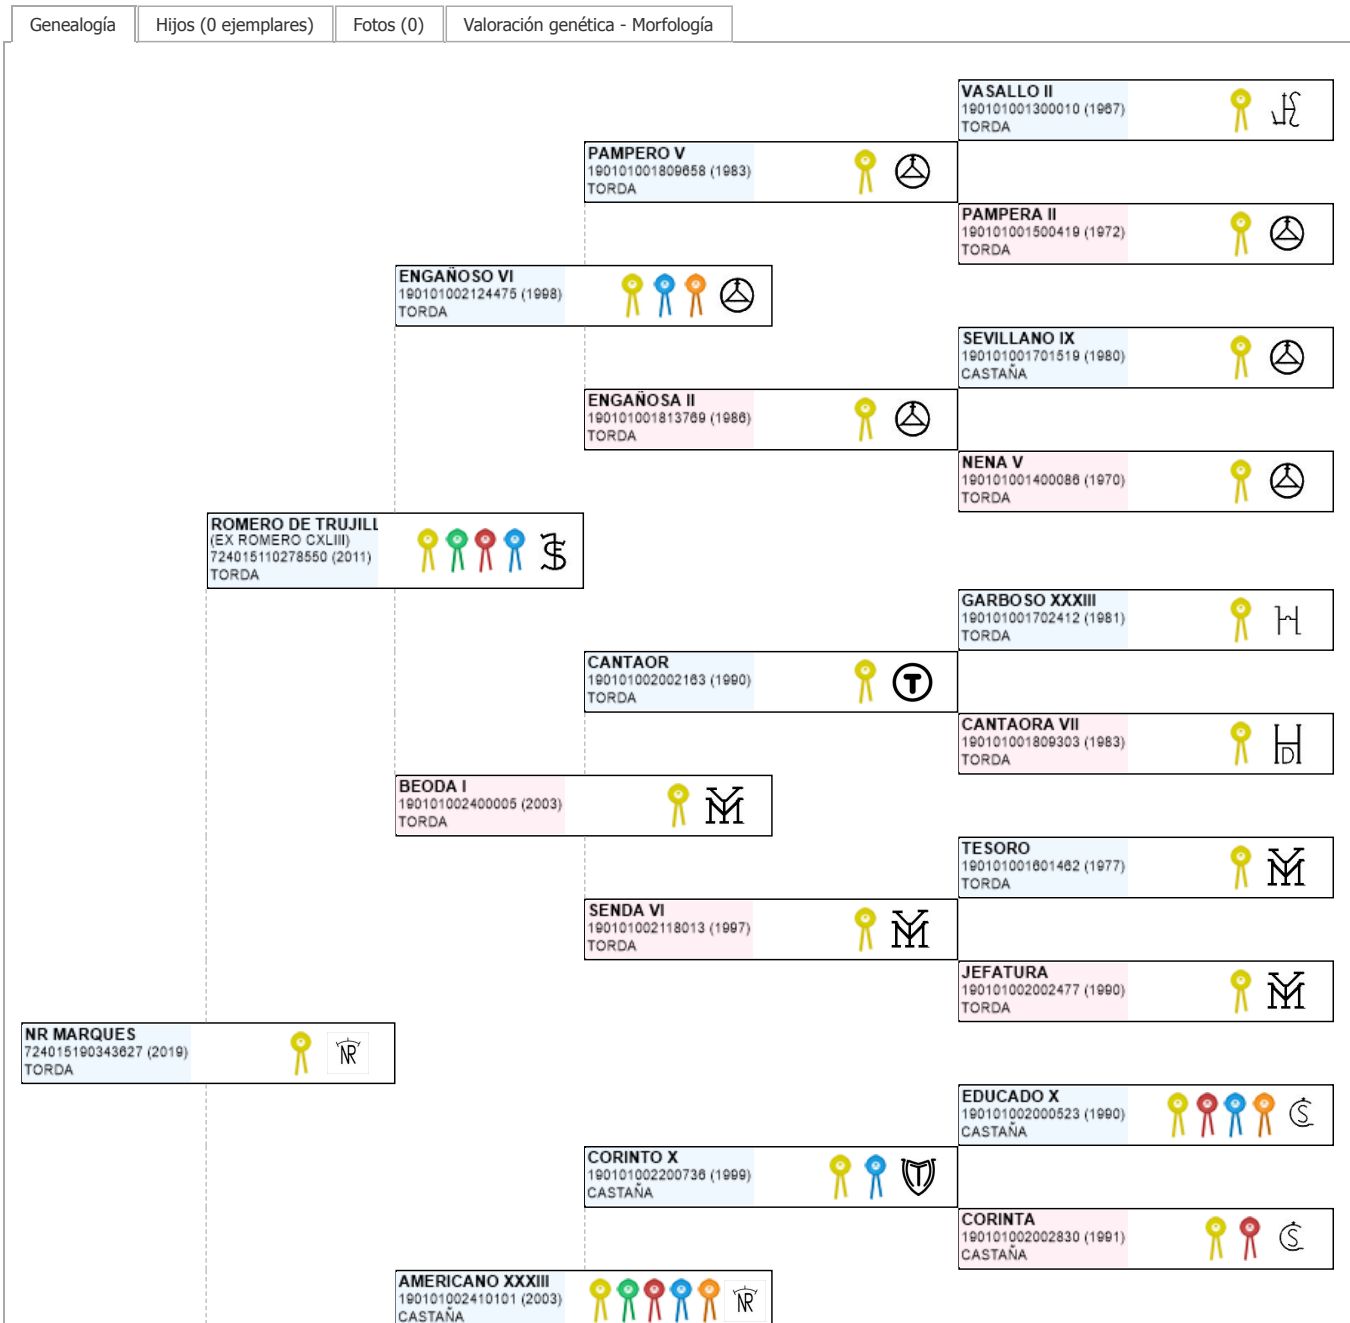 Genealogía
Hijos (0 ejemplares)
Fotos (0)
Valoración genética - Morfología
VASALLO II
190101001300010 (1967)
TORDA
PAMPERO V
190101001809658 (1983)
TORDA
PAMPERA II
190101001500419 (1972)
TORDA
ENGAÑOSO VI
190101002124475 (1998)
TORDA
SEVILLANO IX
190101001701519 (1980)
CASTAÑA
ENGAÑOSA II
190101001813769 (1986)
TORDA
NENA V
190101001400086 (1970)
TORDA
ROMERO DE TRUJILL
(EX ROMERO CXLIII)
724015110278550 (2011)
TORDA
GARBOSO XXXIII
190101001702412 (1981)
TORDA
CANTAOR
190101002002163 (1990)
TORDA
T
CANTAORA VII
190101001809303 (1983)
TORDA
BEODA I
190101002400005 (2003)
TORDA
TESORO
190101001601462 (1977)
TORDA
SENDA VI
190101002118013 (1997)
TORDA
JEFATURA
190101002002477 (1990)
TORDA
NR MARQUES
724015190343627 (2019)
TORDA
NR
EDUCADO X
190101002000523 (1990)
CASTAÑA
CORINTO X
190101002200736 (1999)
CASTAÑA
CORINTA
190101002002830 (1991)
CASTAÑA
AMERICANO XXXIII
190101002410101 (2003)
CASTAÑA
NR